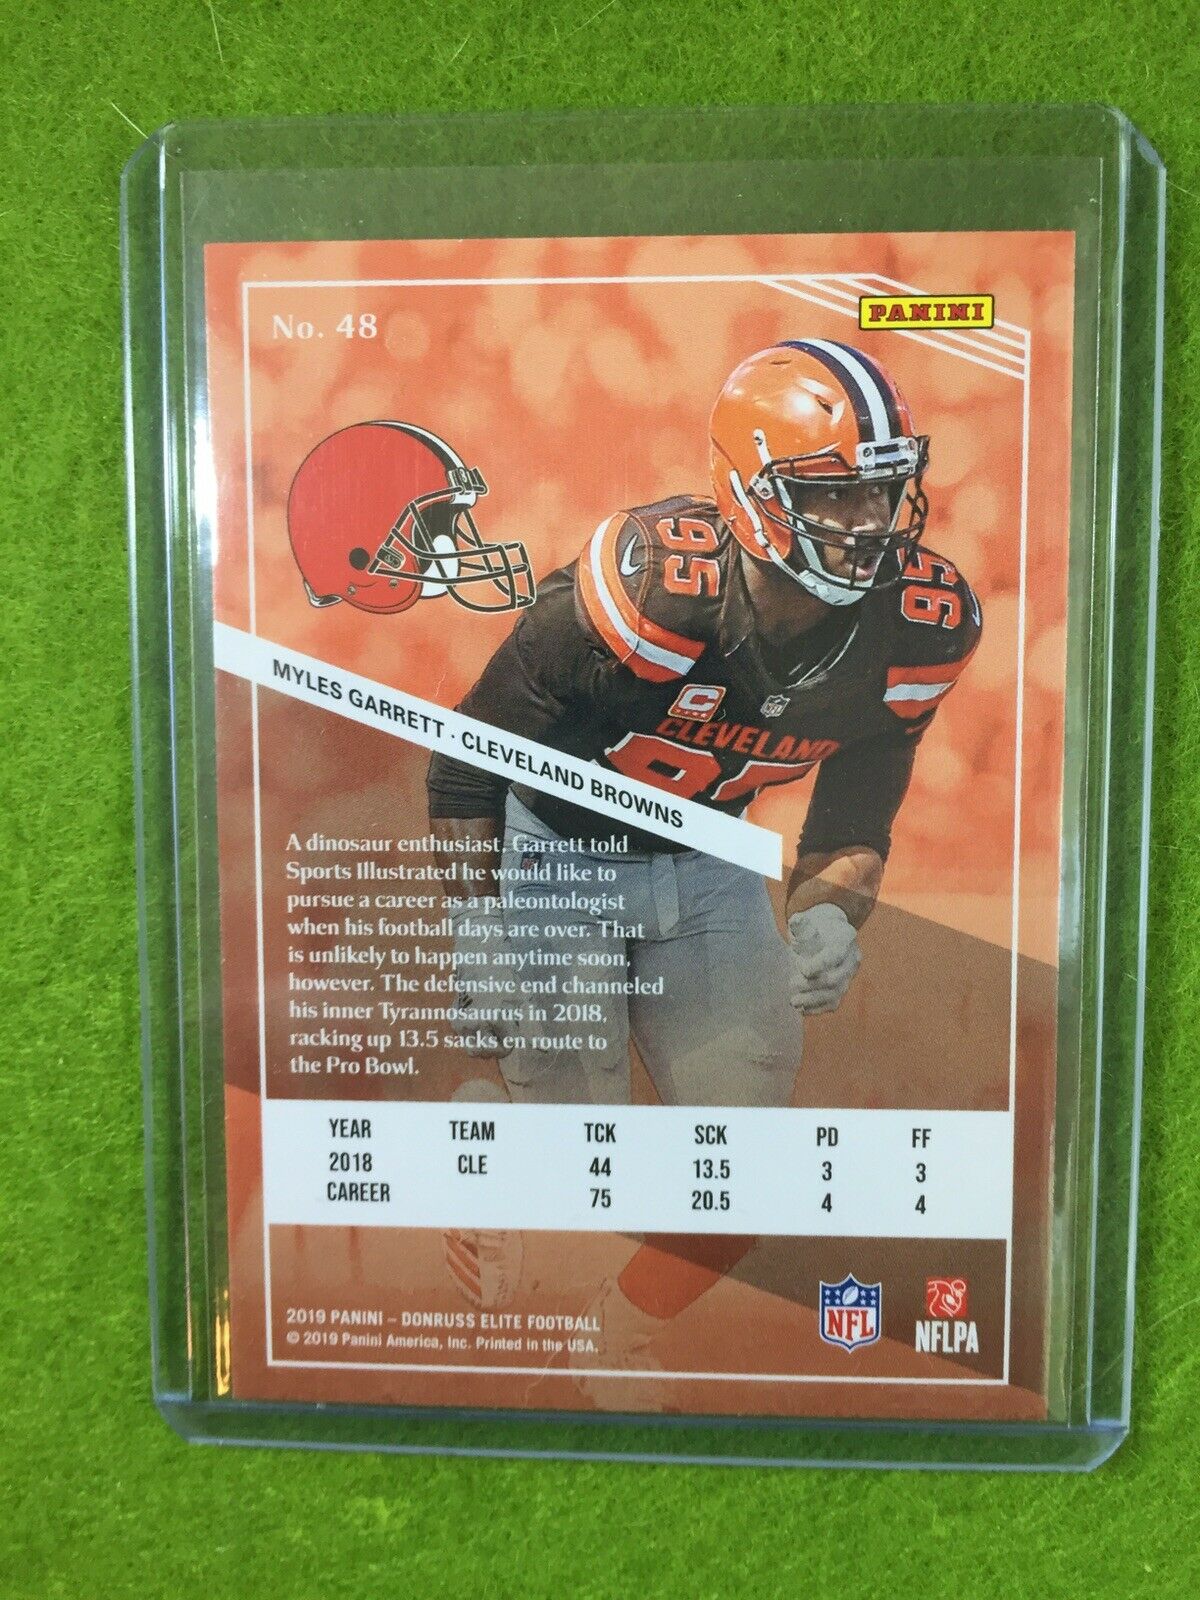 No. 48
PANINI
95
95
C
NFL
CLEVELAND
95
MYLES GARRETT · CLEVELAND BROWNS
A dinosaur enthusiast, Garrett told
Sports Illustrated he would like to
pursue a career as a paleontologist
when his football days are over. That
is unlikely to happen anytime soon,
however. The defensive end channeled
his inner Tyrannosaurus in 2018,
racking up 13.5 sacks en route to
the Pro Bowl.
YEAR TEAM TCK SCK PD FF
2018 CLE 44 13.5 3 3
CAREER 75 20.5 4 4
2019 PANINI – DONRUSS ELITE FOOTBALL
© 2019 Panini America, Inc. Printed in the USA.
NFL
NFLPA